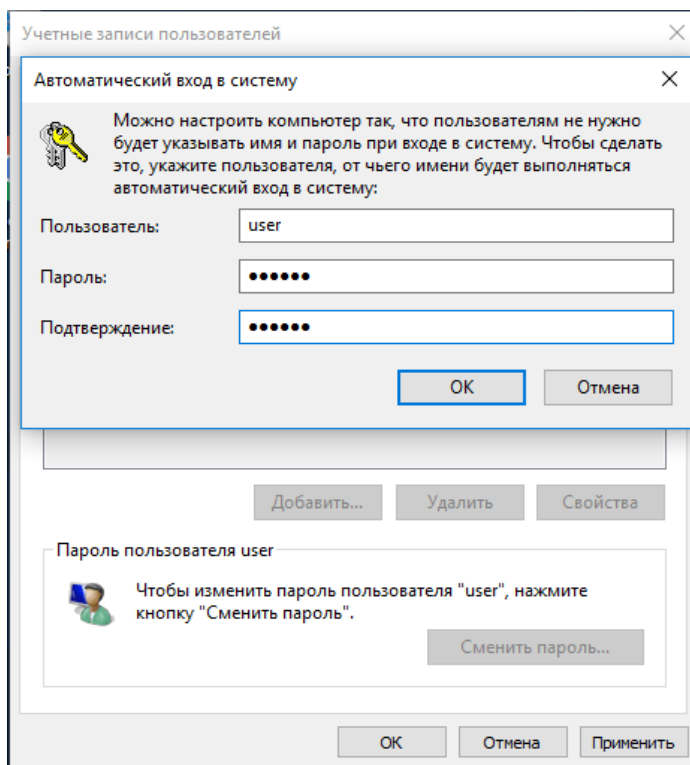 Учетные записи пользователей
Автоматический вход в систему
Можно настроить компьютер так, что пользователям не нужно
будет указывать имя и пароль при входе в систему. Чтобы сделать
это, укажите пользователя, от чьего имени будет выполняться
автоматический вход в систему:
Пользователь: user
Пароль: ●●●●●●
Подтверждение: ●●●●●●
ОК Отмена
Добавить... Удалить Свойства
Пароль пользователя user
Чтобы изменить пароль пользователя "user", нажмите
кнопку "Сменить пароль".
Сменить пароль...
ОК Отмена Применить